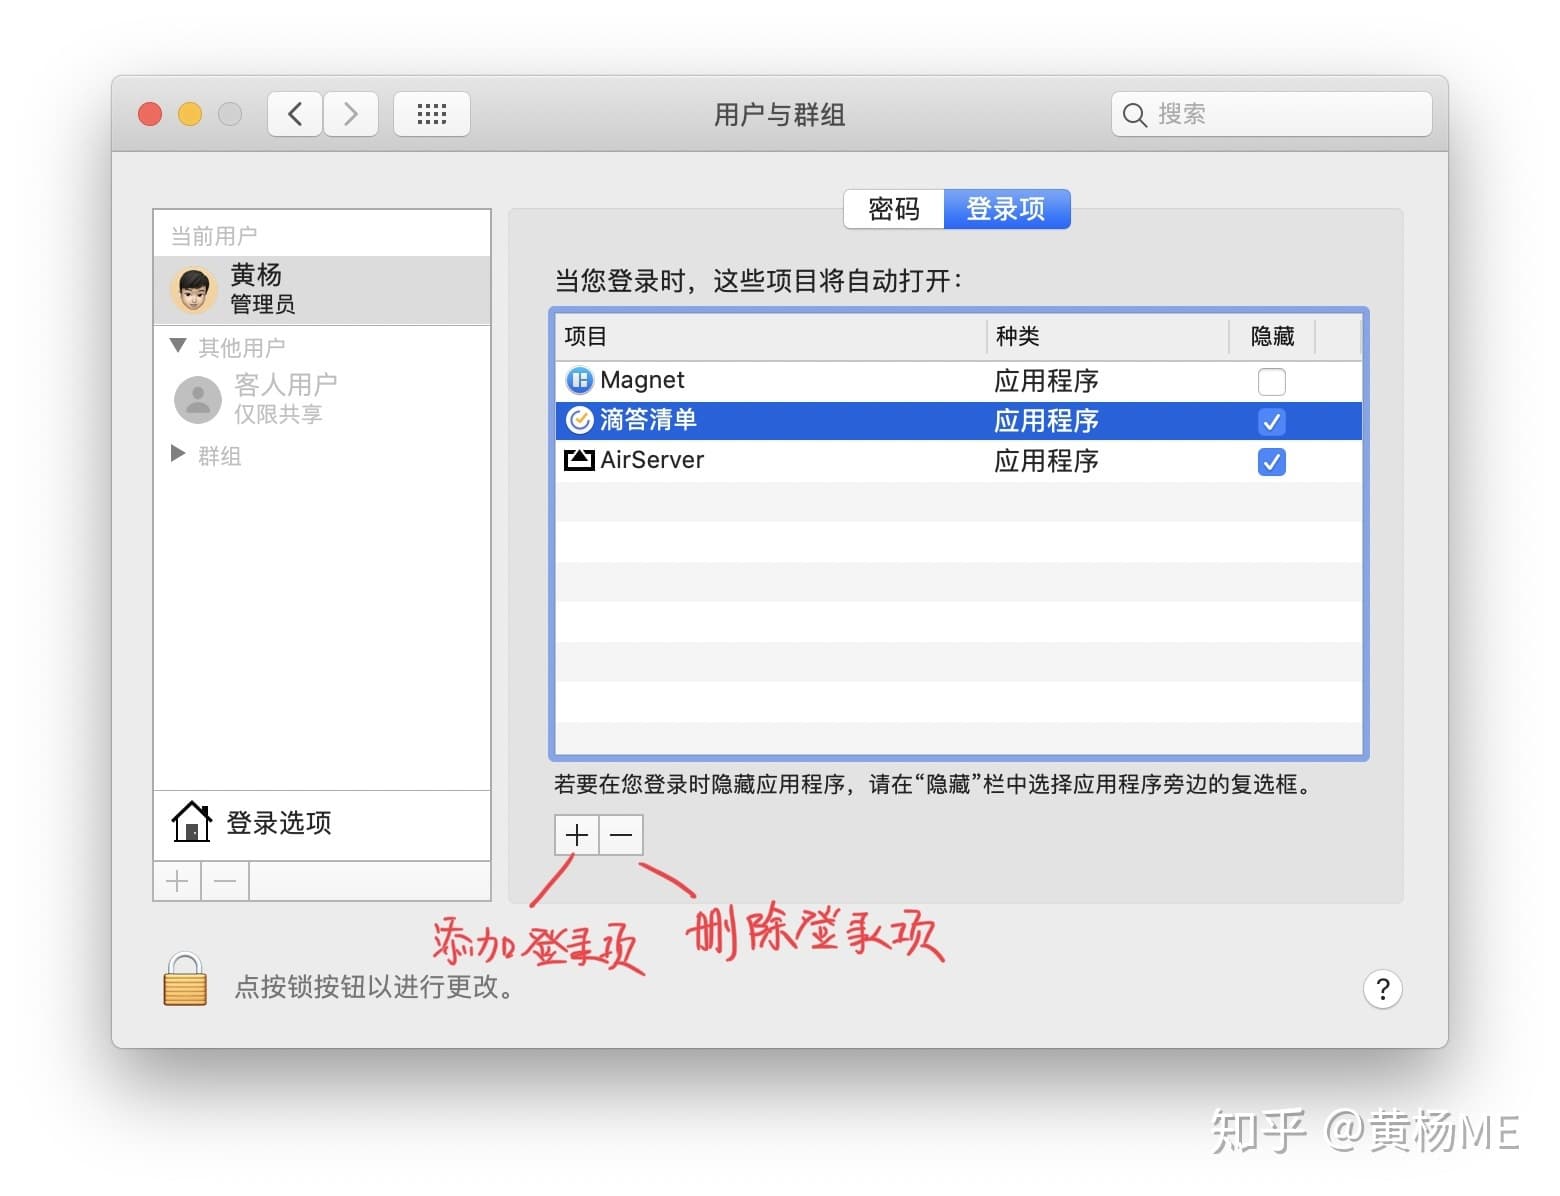 用户与群组
搜索
密码
登录项
当前用户
黄杨
管理员
其他用户
客人用户
仅限共享
群组
登录选项
当您登录时，这些项目将自动打开：
项目 种类 隐藏
Magnet 应用程序
滴答清单 应用程序
AirServer 应用程序
若要在您登录时隐藏应用程序，请在“隐藏”栏中选择应用程序旁边的复选框。
添加登录项
删除登录项
点按锁按钮以进行更改。
?
知乎 @黄杨ME